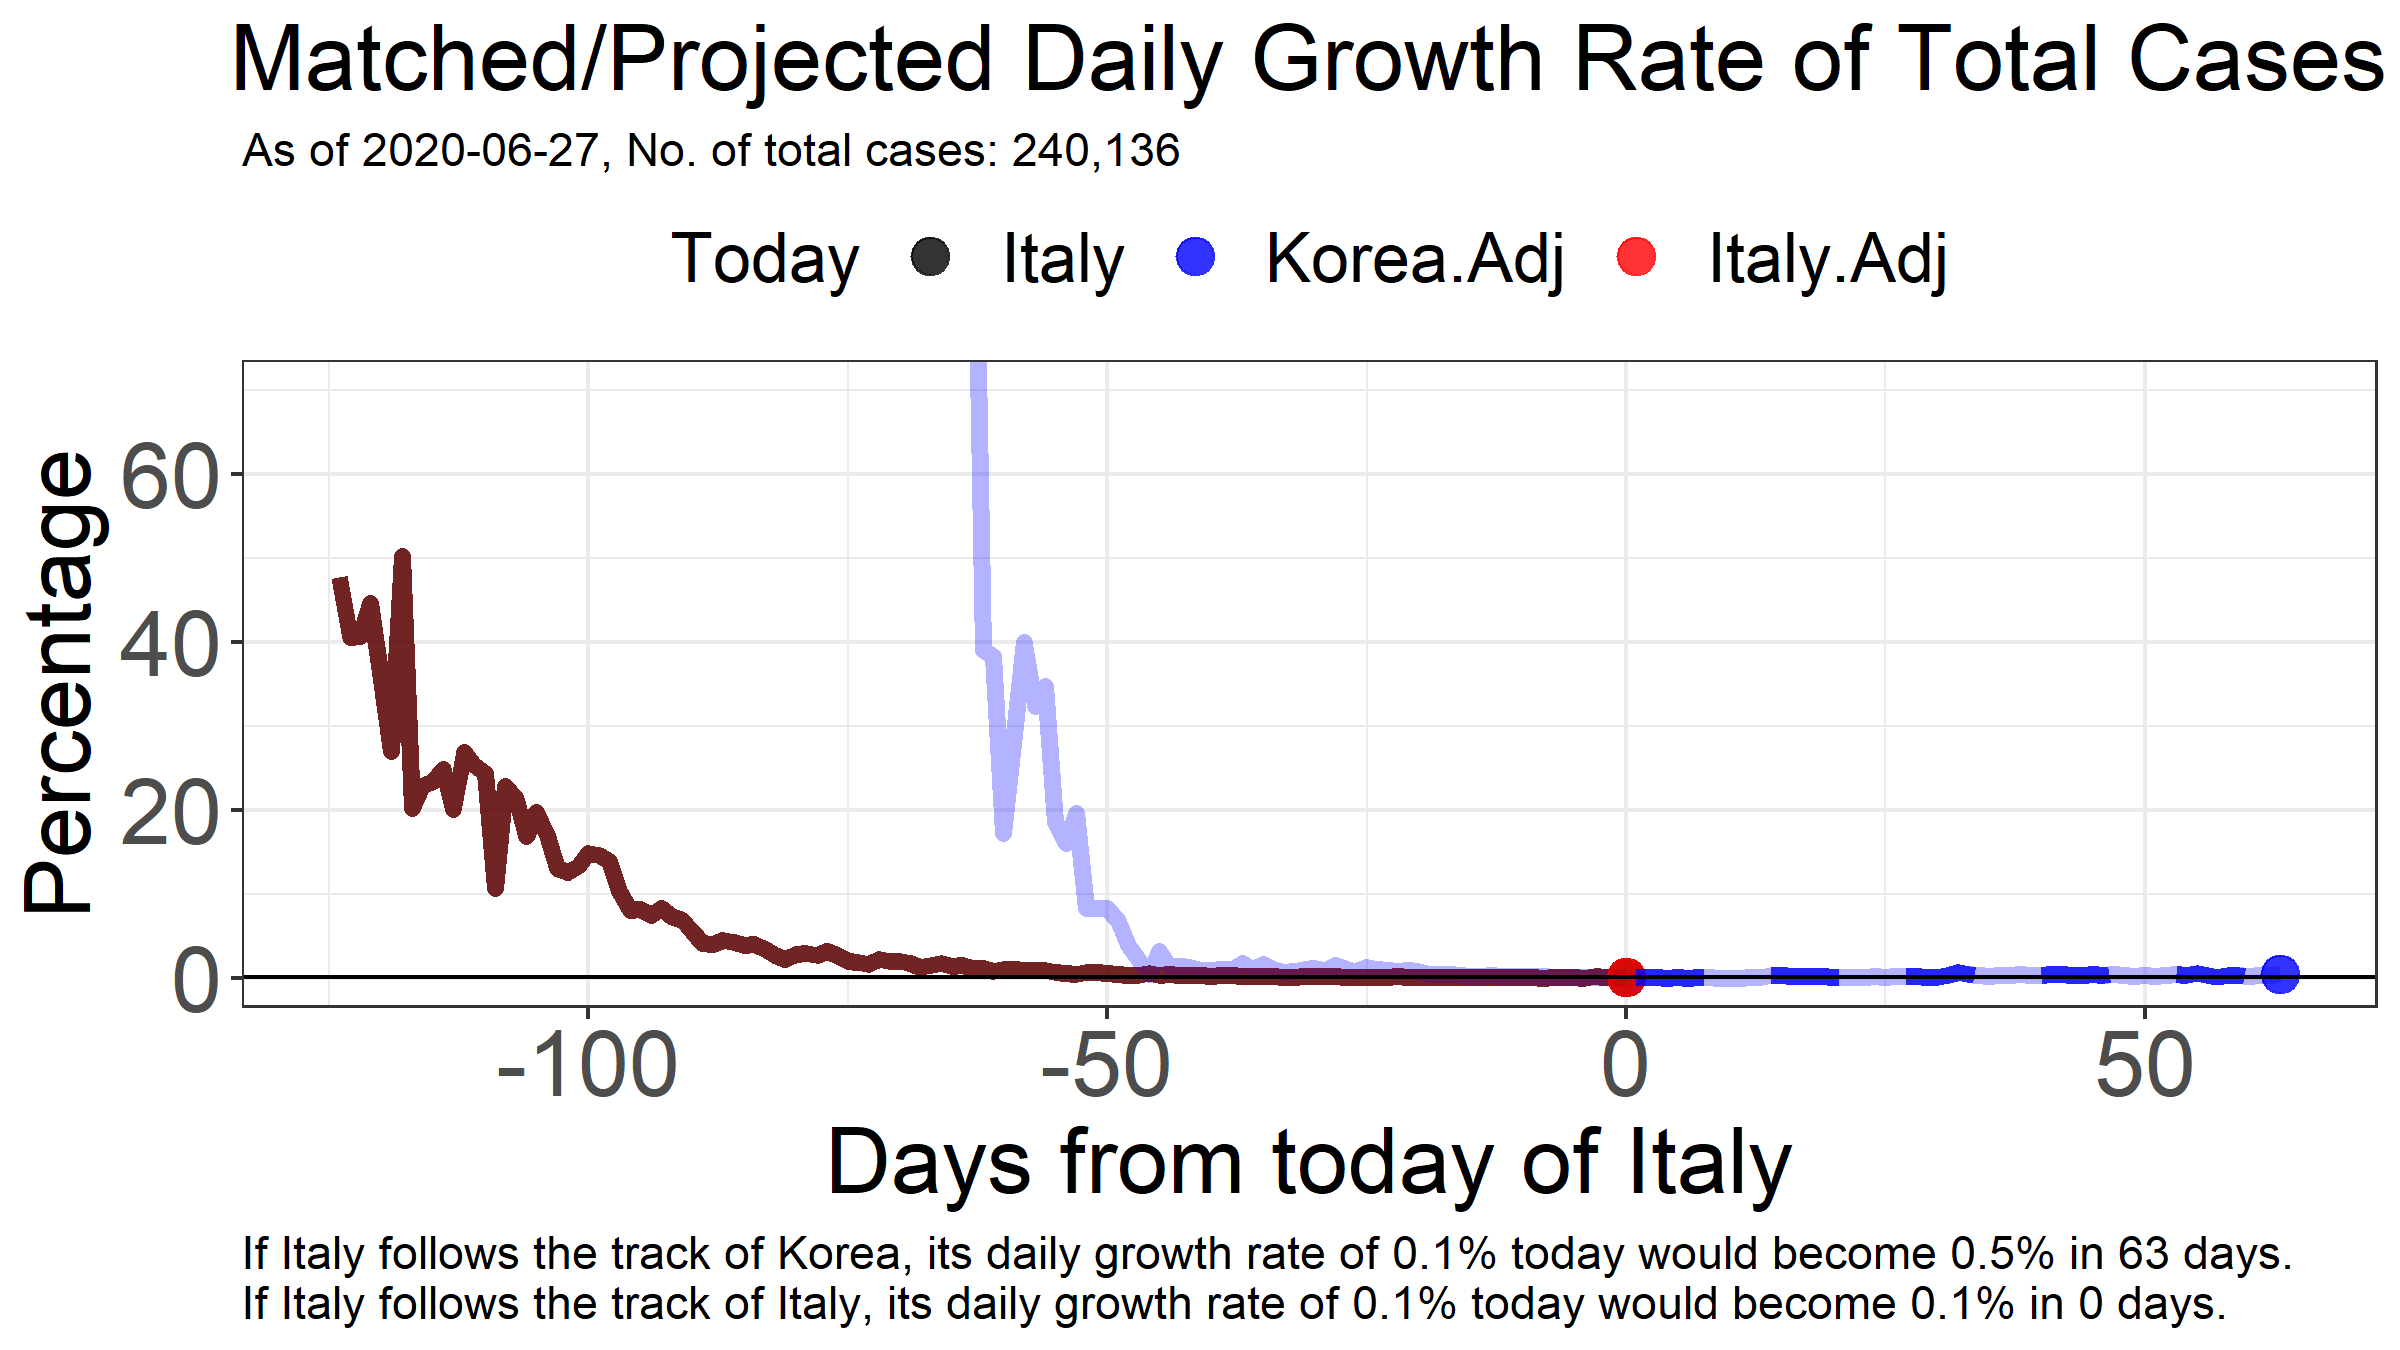 Matched/Projected Daily Growth Rate of Total Cases
As of 2020-06-27, No. of total cases: 240,136
Today Italy Korea.Adj Italy.Adj
Percentage
60
40
20
0
-100 -50 0 50
Days from today of Italy
If Italy follows the track of Korea, its daily growth rate of 0.1% today would become 0.5% in 63 days.
If Italy follows the track of Italy, its daily growth rate of 0.1% today would become 0.1% in 0 days.